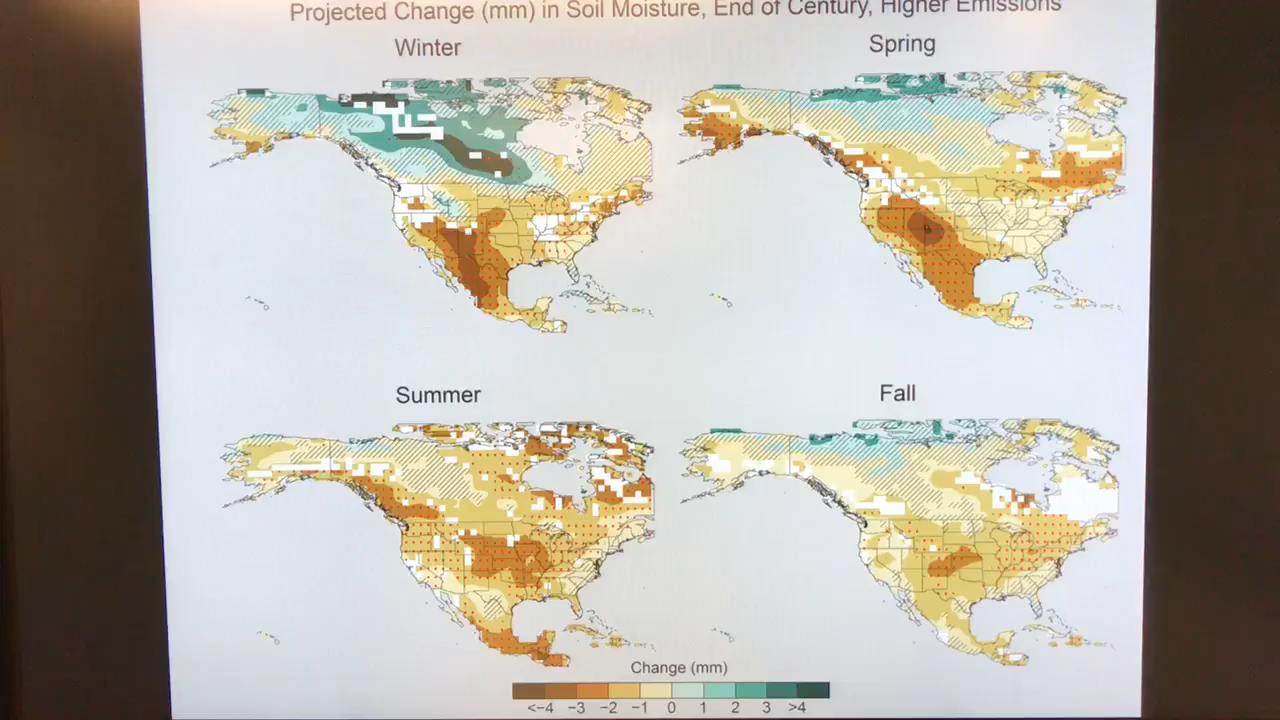 Projected Change (mm) in Soil Moisture, End of Century, Higher Emissions
Winter
Spring
Summer
Fall
Change (mm)
<−4 −3 −2 −1 0 1 2 3 >4